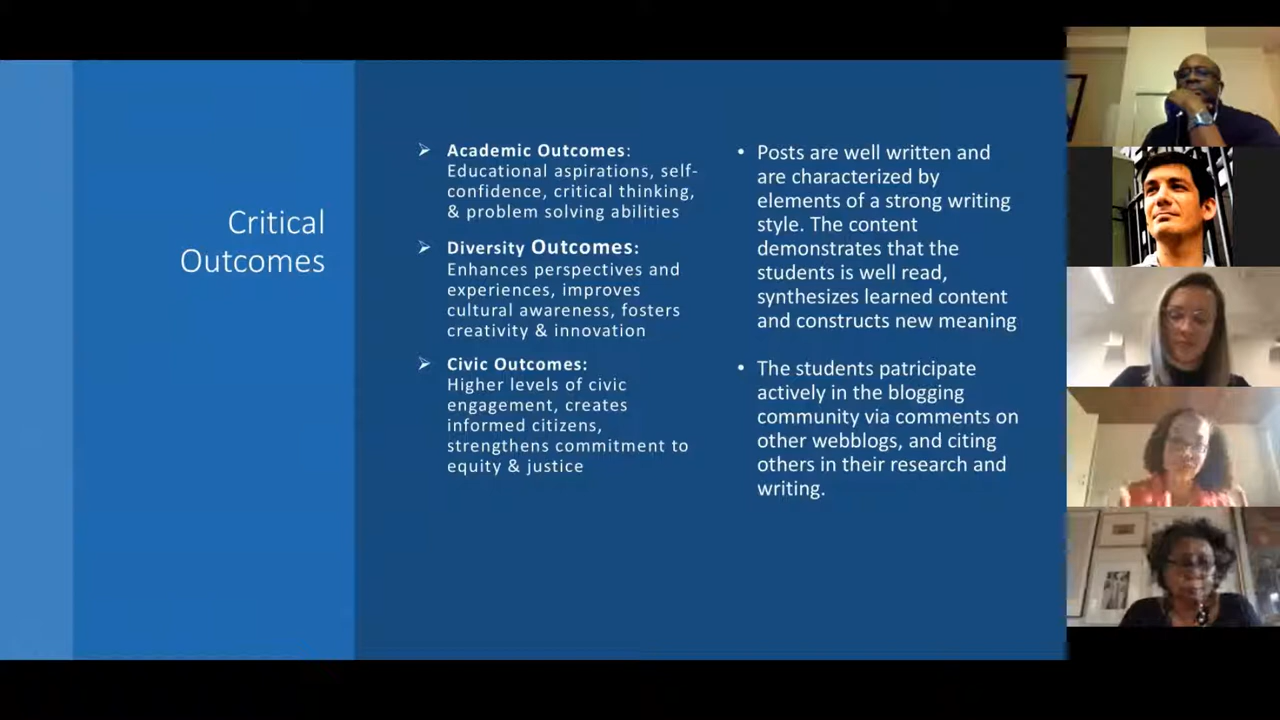 Critical
Outcomes
➢ Academic Outcomes:
Educational aspirations, self-
confidence, critical thinking,
& problem solving abilities
➢ Diversity Outcomes:
Enhances perspectives and
experiences, improves
cultural awareness, fosters
creativity & innovation
➢ Civic Outcomes:
Higher levels of civic
engagement, creates
informed citizens,
strengthens commitment to
equity & justice
• Posts are well written and
are characterized by
elements of a strong writing
style. The content
demonstrates that the
students is well read,
synthesizes learned content
and constructs new meaning
• The students patricipate
actively in the blogging
community via comments on
other webblogs, and citing
others in their research and
writing.